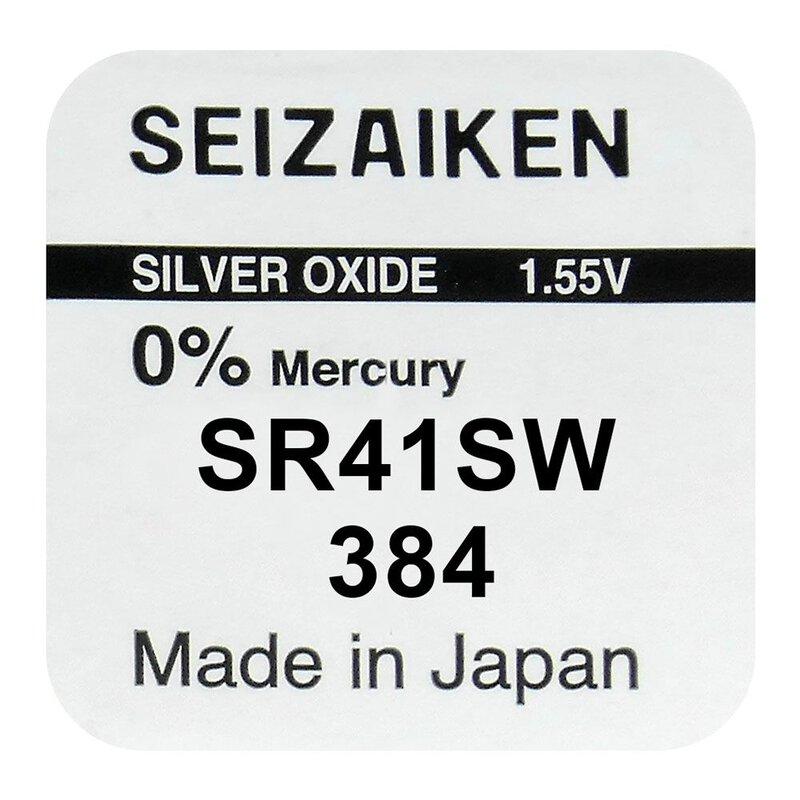 SEIZAIKEN
SILVER OXIDE 1.55V
0% Mercury
SR41SW
384
Made in Japan